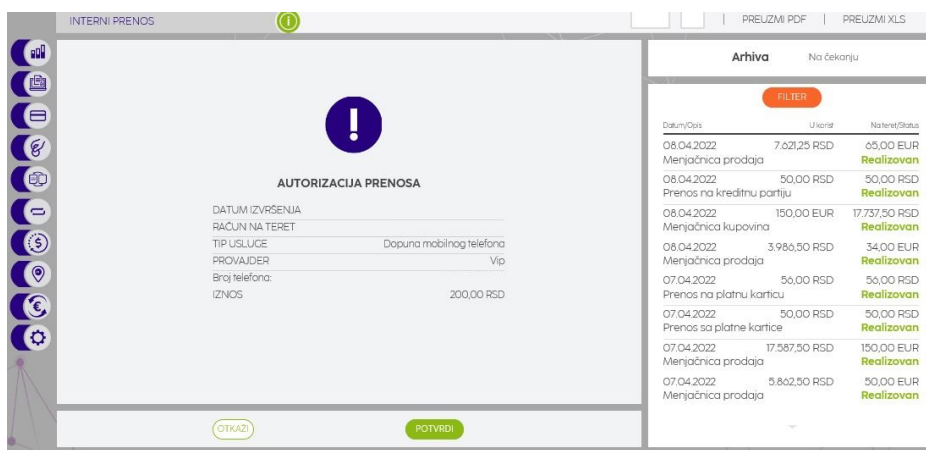 INTERNI PRENOS
i
| PREUZMI PDF | PREUZMI XLS
!
AUTORIZACIJA PRENOSA
DATUM IZVRŠENJA
RAČUN NA TERET
TIP USLUGE Dopuna mobilnog telefona
PROVAJDER Vip
Broj telefona:
IZNOS 200,00 RSD
OTKAŽI POTVRDI
Arhiva Na čekanju
FILTER
Datum/Opis U korist Na teret/Status
08.04.2022 7.621,25 RSD 65,00 EUR
Menjačnica prodaja Realizovan
08.04.2022 50,00 RSD 50,00 RSD
Prenos na kreditnu partiju Realizovan
08.04.2022 150,00 EUR 17.737,50 RSD
Menjačnica kupovina Realizovan
08.04.2022 3.986,50 RSD 34,00 EUR
Menjačnica prodaja Realizovan
07.04.2022 56,00 RSD 56,00 RSD
Prenos na platnu karticu Realizovan
07.04.2022 50,00 RSD 50,00 RSD
Prenos sa platne kartice Realizovan
07.04.2022 17.587,50 RSD 150,00 EUR
Menjačnica prodaja Realizovan
07.04.2022 5.862,50 RSD 50,00 EUR
Menjačnica prodaja Realizovan